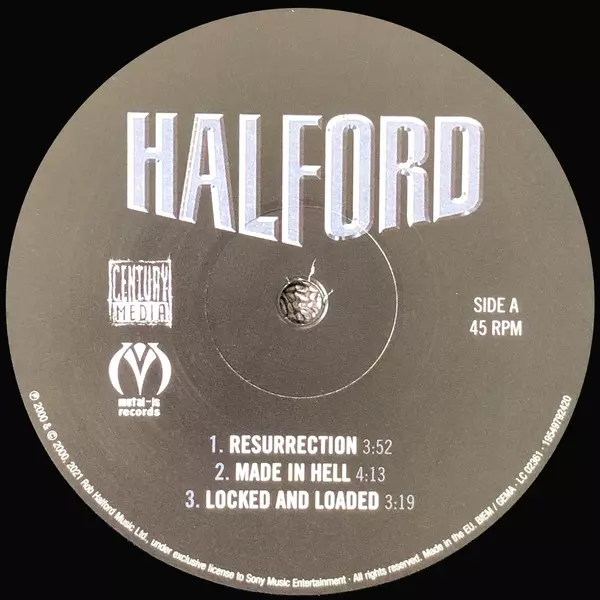 HALFORD
CENTURY
MEDIA
SIDE A
45 RPM
metal-is
records
1. RESURRECTION 3:52
2. MADE IN HELL 4:13
3. LOCKED AND LOADED 3:19
℗ 2000 & © 2000, 2021 Rob Halford Music Ltd., under exclusive license to Sony Music Entertainment · All rights reserved. Made in the EU. BIEM / GEMA · LC 02361 · 19549792420